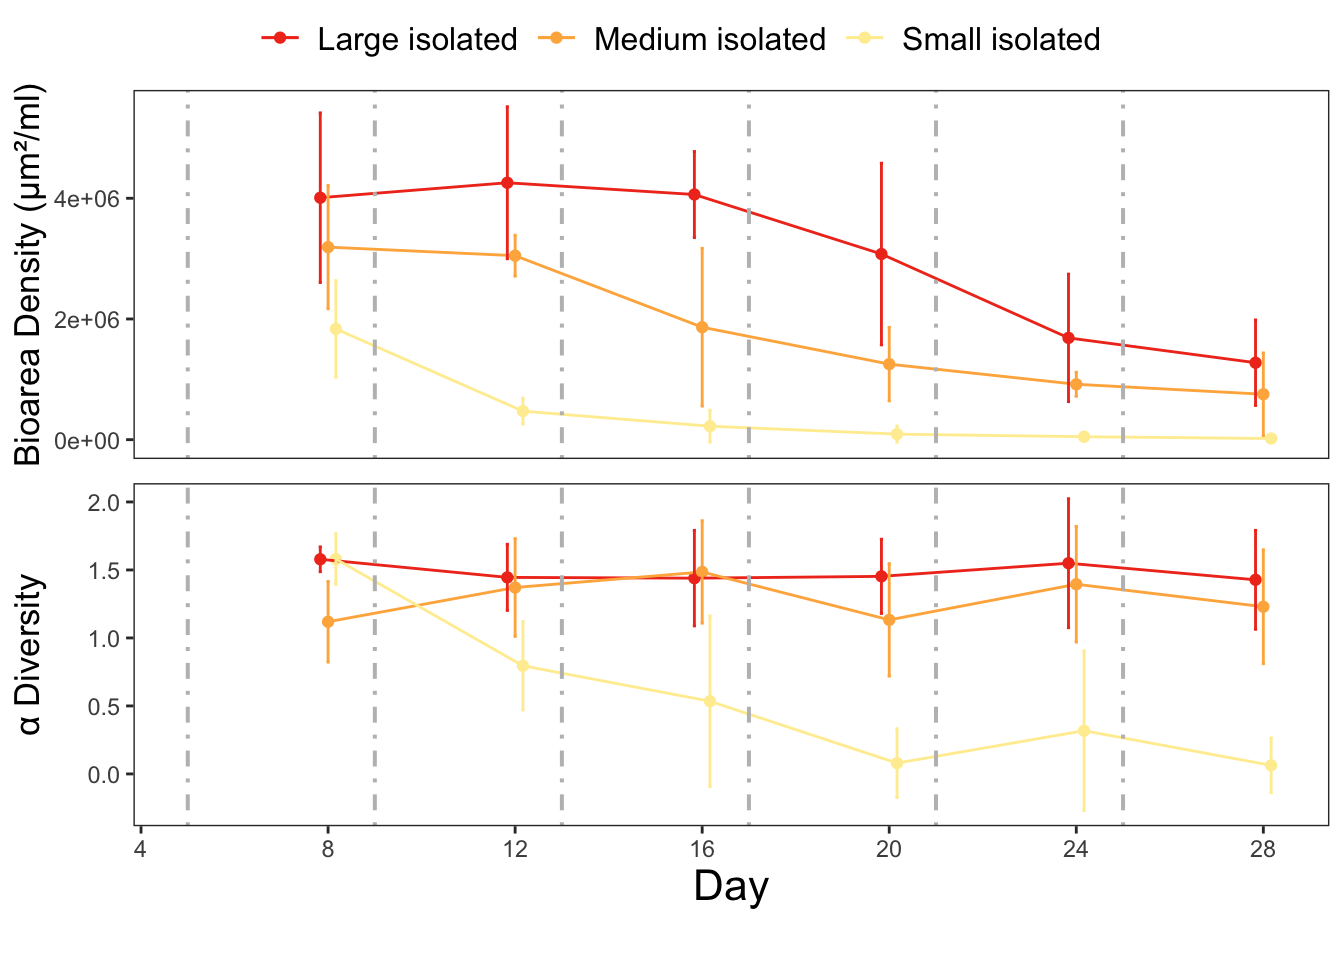 Large isolated Medium isolated Small isolated
Bioarea Density (μm²/ml)
4e+06
2e+06
0e+00
α Diversity
2.0
1.5
1.0
0.5
0.0
4 8 12 16 20 24 28
Day